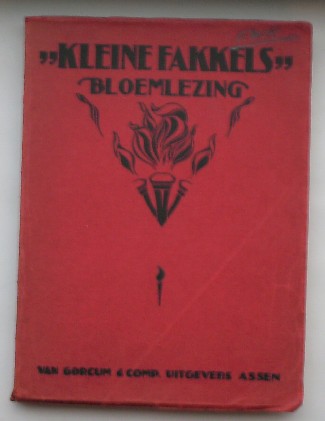 „KLEINE FAKKELS”
BLOEMLEZING
VAN GORCUM & COMP. UITGEVERS ASSEN